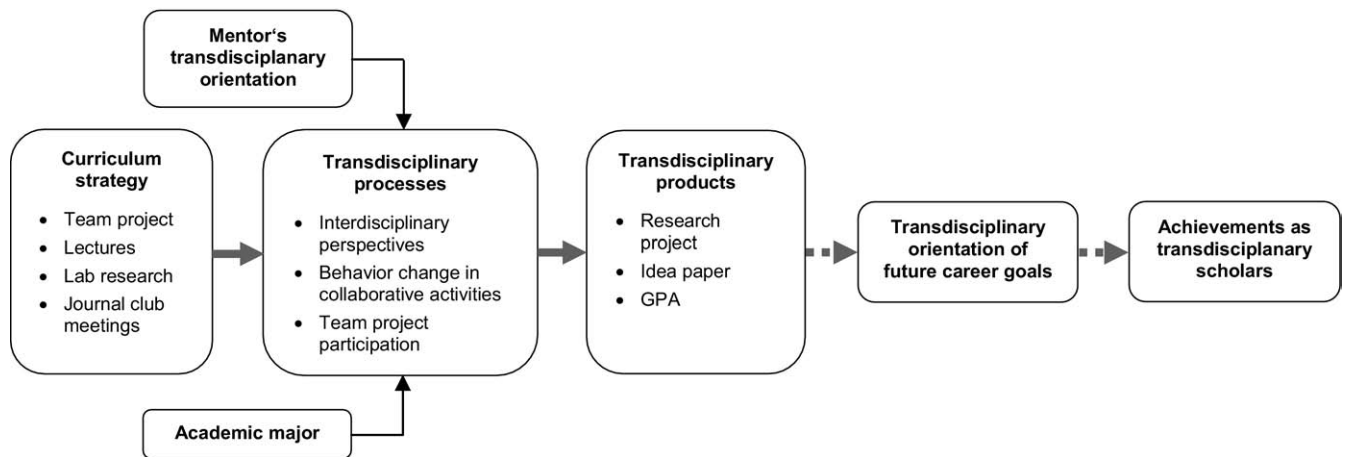 Mentor‘s
transdisciplanary
orientation
Curriculum
strategy
• Team project
• Lectures
• Lab research
• Journal club
meetings
Transdisciplinary
processes
• Interdisciplinary
perspectives
• Behavior change in
collaborative activities
• Team project
participation
Transdisciplinary
products
• Research
project
• Idea paper
• GPA
Transdisciplinary
orientation of
future career goals
Achievements as
transdisciplanary
scholars
Academic major